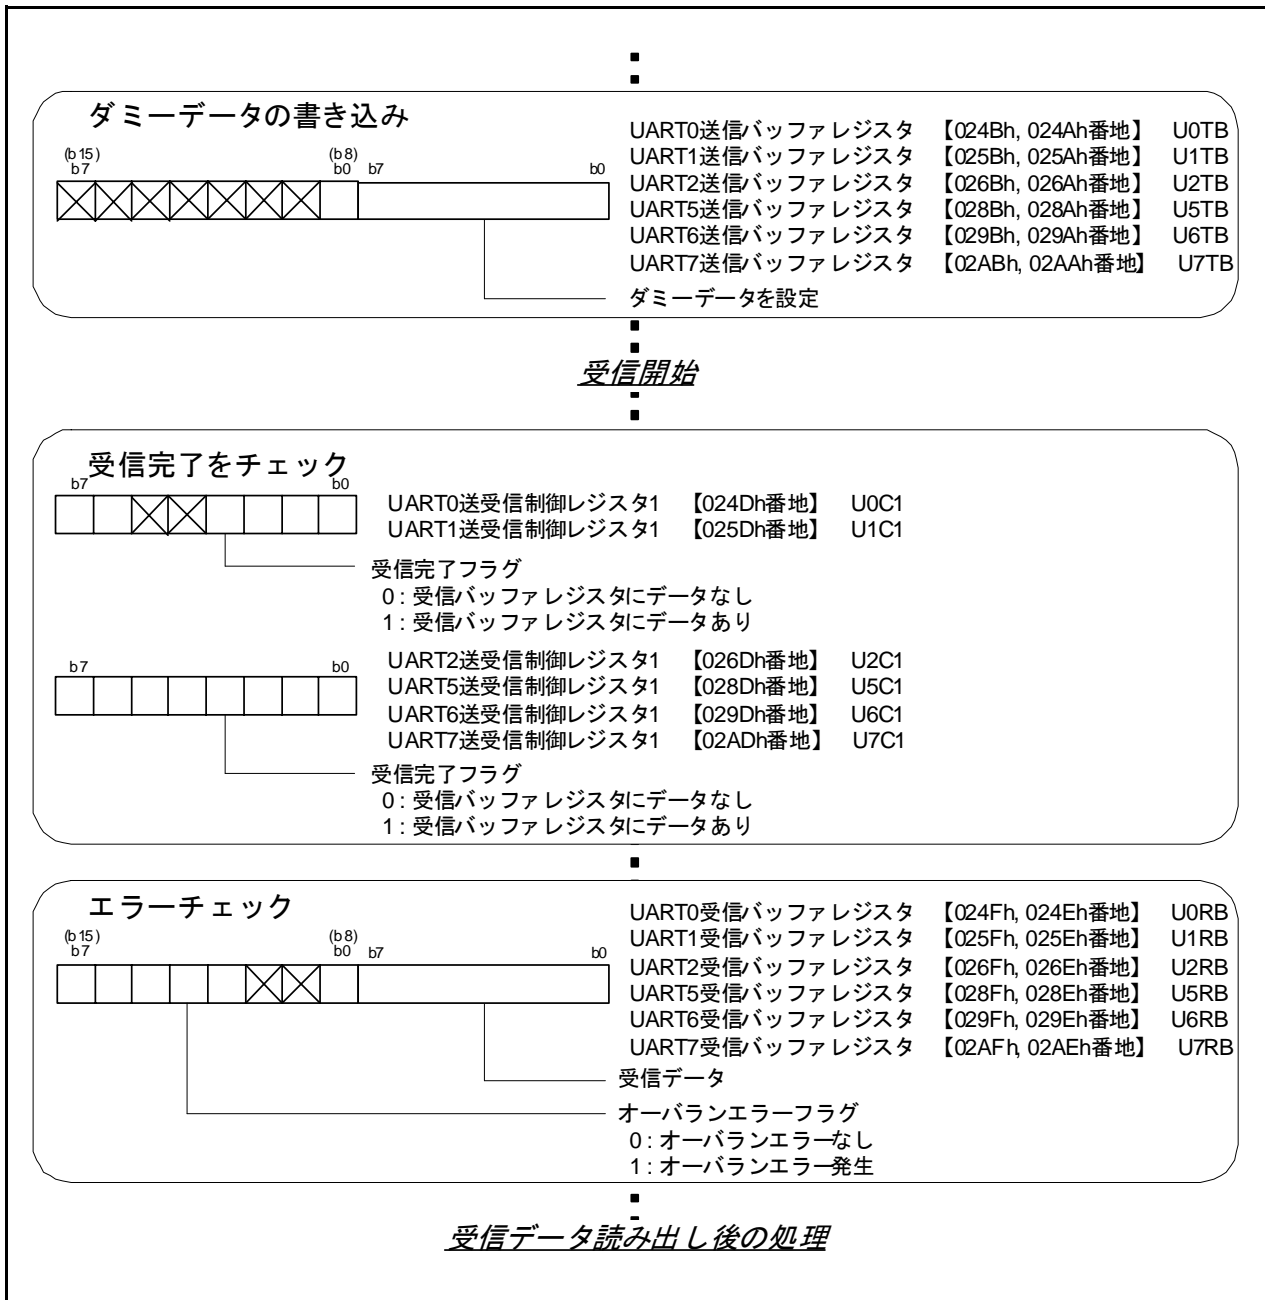 ダミーデータの書き込み
(b15) (b8)
b7 b0 b7 b0
UART0送信バッファレジスタ 【024Bh, 024Ah番地】 U0TB
UART1送信バッファレジスタ 【025Bh, 025Ah番地】 U1TB
UART2送信バッファレジスタ 【026Bh, 026Ah番地】 U2TB
UART5送信バッファレジスタ 【028Bh, 028Ah番地】 U5TB
UART6送信バッファレジスタ 【029Bh, 029Ah番地】 U6TB
UART7送信バッファレジスタ 【02ABh, 02AAh番地】 U7TB
ダミーデータを設定
受信開始
受信完了をチェック
b7 b0
UART0送受信制御レジスタ1 【024Dh番地】 U0C1
UART1送受信制御レジスタ1 【025Dh番地】 U1C1
受信完了フラグ
0 : 受信バッファレジスタにデータなし
1 : 受信バッファレジスタにデータあり
b7 b0
UART2送受信制御レジスタ1 【026Dh番地】 U2C1
UART5送受信制御レジスタ1 【028Dh番地】 U5C1
UART6送受信制御レジスタ1 【029Dh番地】 U6C1
UART7送受信制御レジスタ1 【02ADh番地】 U7C1
受信完了フラグ
0 : 受信バッファレジスタにデータなし
1 : 受信バッファレジスタにデータあり
エラーチェック
(b15) (b8)
b7 b0 b7 b0
UART0受信バッファレジスタ 【024Fh, 024Eh番地】 U0RB
UART1受信バッファレジスタ 【025Fh, 025Eh番地】 U1RB
UART2受信バッファレジスタ 【026Fh, 026Eh番地】 U2RB
UART5受信バッファレジスタ 【028Fh, 028Eh番地】 U5RB
UART6受信バッファレジスタ 【029Fh, 029Eh番地】 U6RB
UART7受信バッファレジスタ 【02AFh, 02AEh番地】 U7RB
受信データ
オーバランエラーフラグ
0 : オーバランエラーなし
1 : オーバランエラー発生
受信データ読み出し後の処理